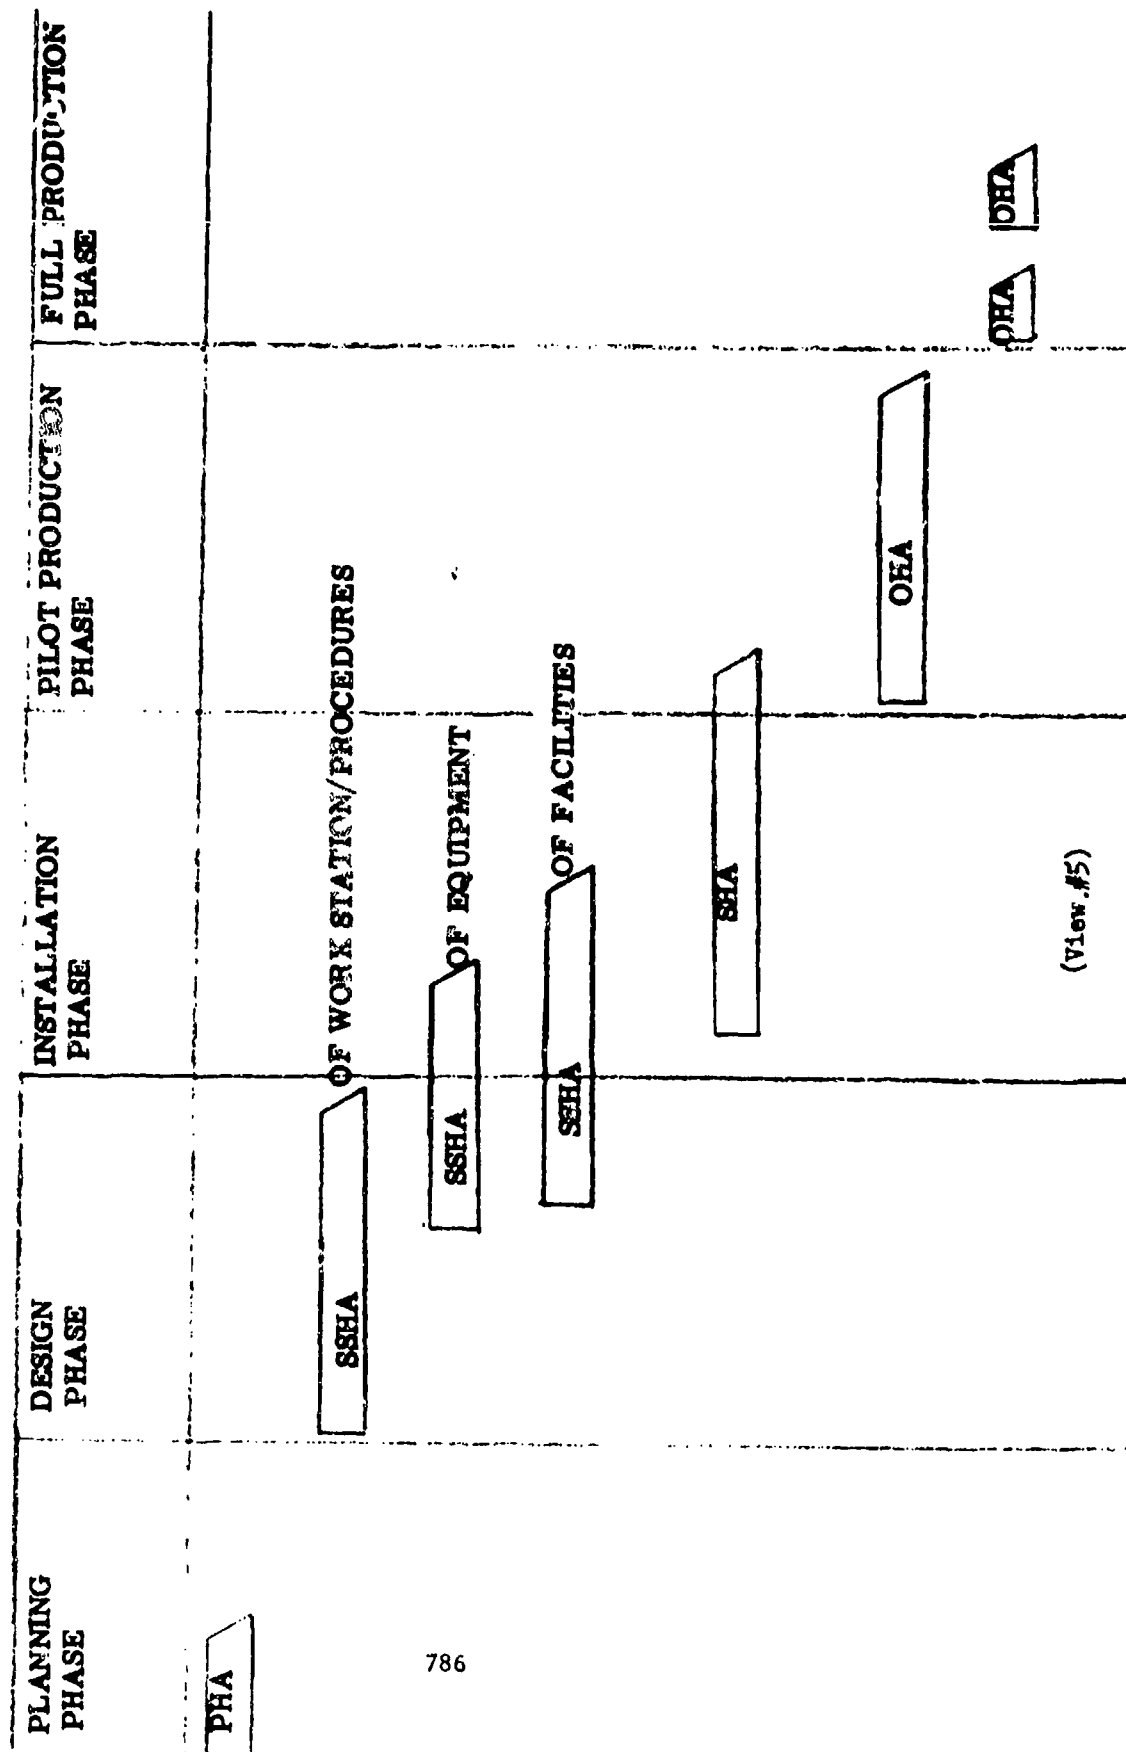 PLANNING
PHASE
DESIGN
PHASE
INSTALLATION
PHASE
PILOT PRODUCTION
PHASE
FULL PRODUCTION
PHASE
PHA
SSHA
OF WORK STATION/PROCEDURES
SSHA
OF EQUIPMENT
SSHA
OF FACILITIES
SHA
OHA
OHA
OHA
(View #5)
786